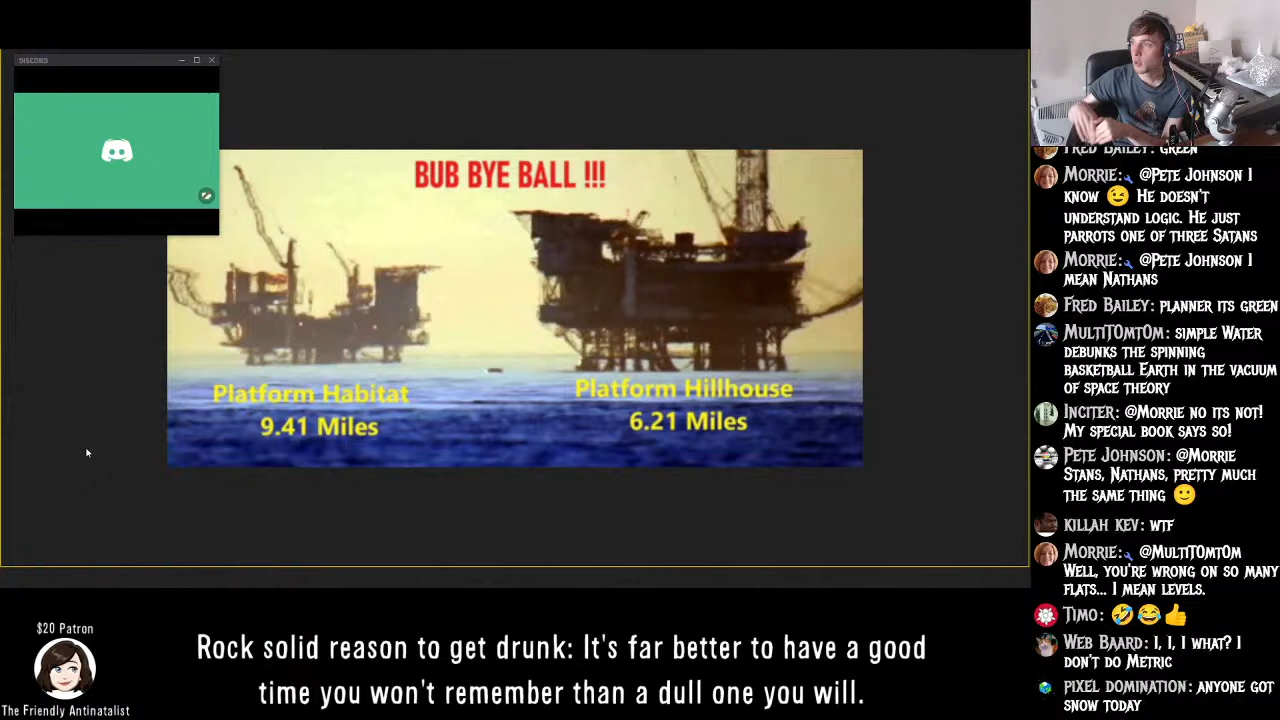 DISCORD
BUB BYE BALL !!!
Platform Habitat
9.41 Miles
Platform Hillhouse
6.21 Miles
$20 Patron
The Friendly Antinatalist
Rock solid reason to get drunk: It's far better to have a good
time you won't remember than a dull one you will.
FRED BAILEY: GREEN
MORRIE: @PETE JOHNSON I
KNOW 😉 HE DOESN'T
UNDERSTAND LOGIC. HE JUST
PARROTS ONE OF THREE SATANS
MORRIE: @PETE JOHNSON I
MEAN NATHANS
FRED BAILEY: PLANNER ITS GREEN
MULTITOMTOM: SIMPLE WATER
DEBUNKS THE SPINNING
BASKETBALL EARTH IN THE VACUUM
OF SPACE THEORY
INCITER: @MORRIE NO ITS NOT!
MY SPECIAL BOOK SAYS SO!
PETE JOHNSON: @MORRIE
STANS, NATHANS, PRETTY MUCH
THE SAME THING 🙂
KILLAH KEV: WTF
MORRIE: @MULTITOMTOM
WELL, YOU'RE WRONG ON SO MANY
FLATS... I MEAN LEVELS.
TIMO: 🤣😂👍
WEB BAARD: I, I, I WHAT? I
DON'T DO METRIC
PIXEL DOMINATION: ANYONE GOT
SNOW TODAY